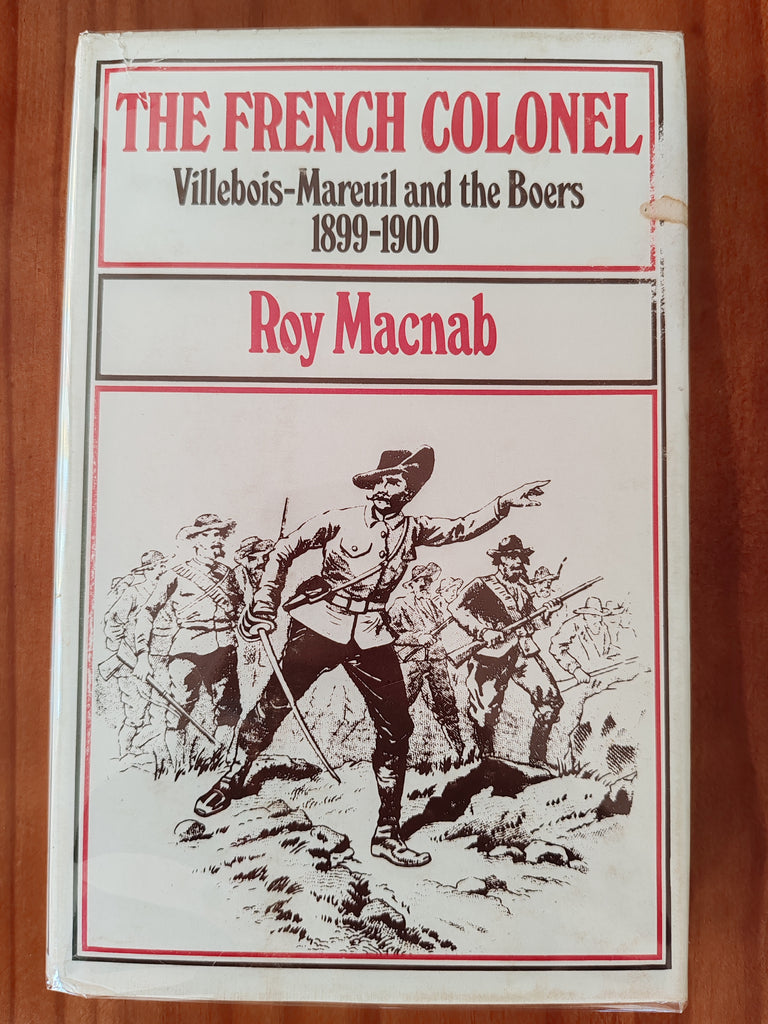 THE FRENCH COLONEL
Villebois-Mareuil and the Boers
1899-1900
Roy Macnab